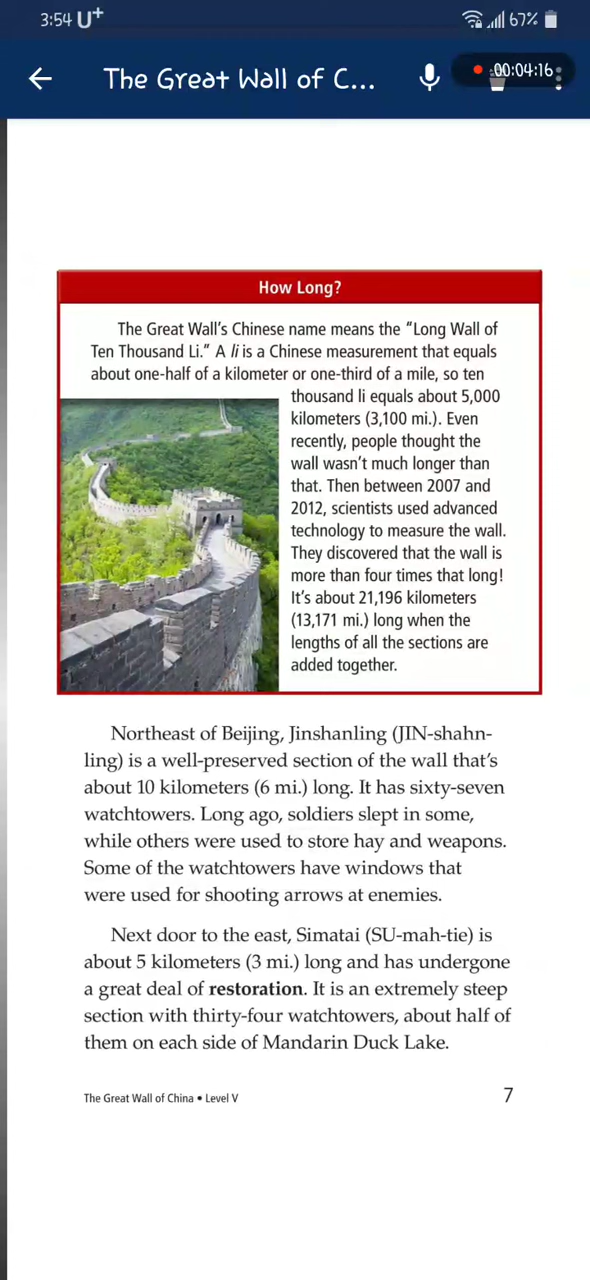 3:54 U+
67%
The Great Wall of C...
00:04:16
How Long?
The Great Wall's Chinese name means the "Long Wall of
Ten Thousand Li." A li is a Chinese measurement that equals
about one-half of a kilometer or one-third of a mile, so ten
thousand li equals about 5,000
kilometers (3,100 mi.). Even
recently, people thought the
wall wasn't much longer than
that. Then between 2007 and
2012, scientists used advanced
technology to measure the wall.
They discovered that the wall is
more than four times that long!
It's about 21,196 kilometers
(13,171 mi.) long when the
lengths of all the sections are
added together.
Northeast of Beijing, Jinshanling (JIN-shahn-
ling) is a well-preserved section of the wall that's
about 10 kilometers (6 mi.) long. It has sixty-seven
watchtowers. Long ago, soldiers slept in some,
while others were used to store hay and weapons.
Some of the watchtowers have windows that
were used for shooting arrows at enemies.
Next door to the east, Simatai (SU-mah-tie) is
about 5 kilometers (3 mi.) long and has undergone
a great deal of restoration. It is an extremely steep
section with thirty-four watchtowers, about half of
them on each side of Mandarin Duck Lake.
The Great Wall of China • Level V
7